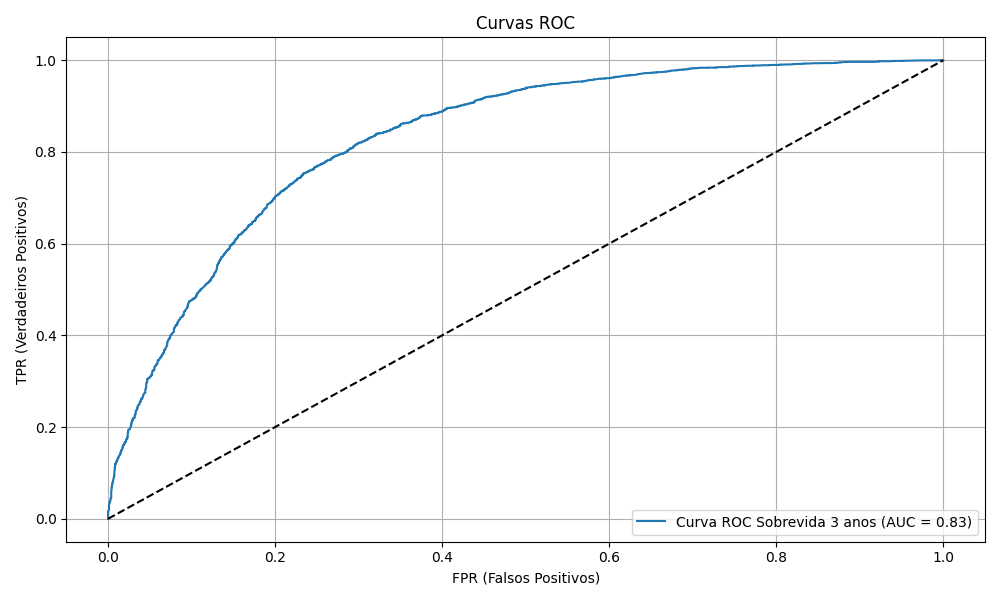 Curvas ROC
TPR (Verdadeiros Positivos)
1.0
0.8
0.6
0.4
0.2
0.0
Curva ROC Sobrevida 3 anos (AUC = 0.83)
0.0 0.2 0.4 0.6 0.8 1.0
FPR (Falsos Positivos)